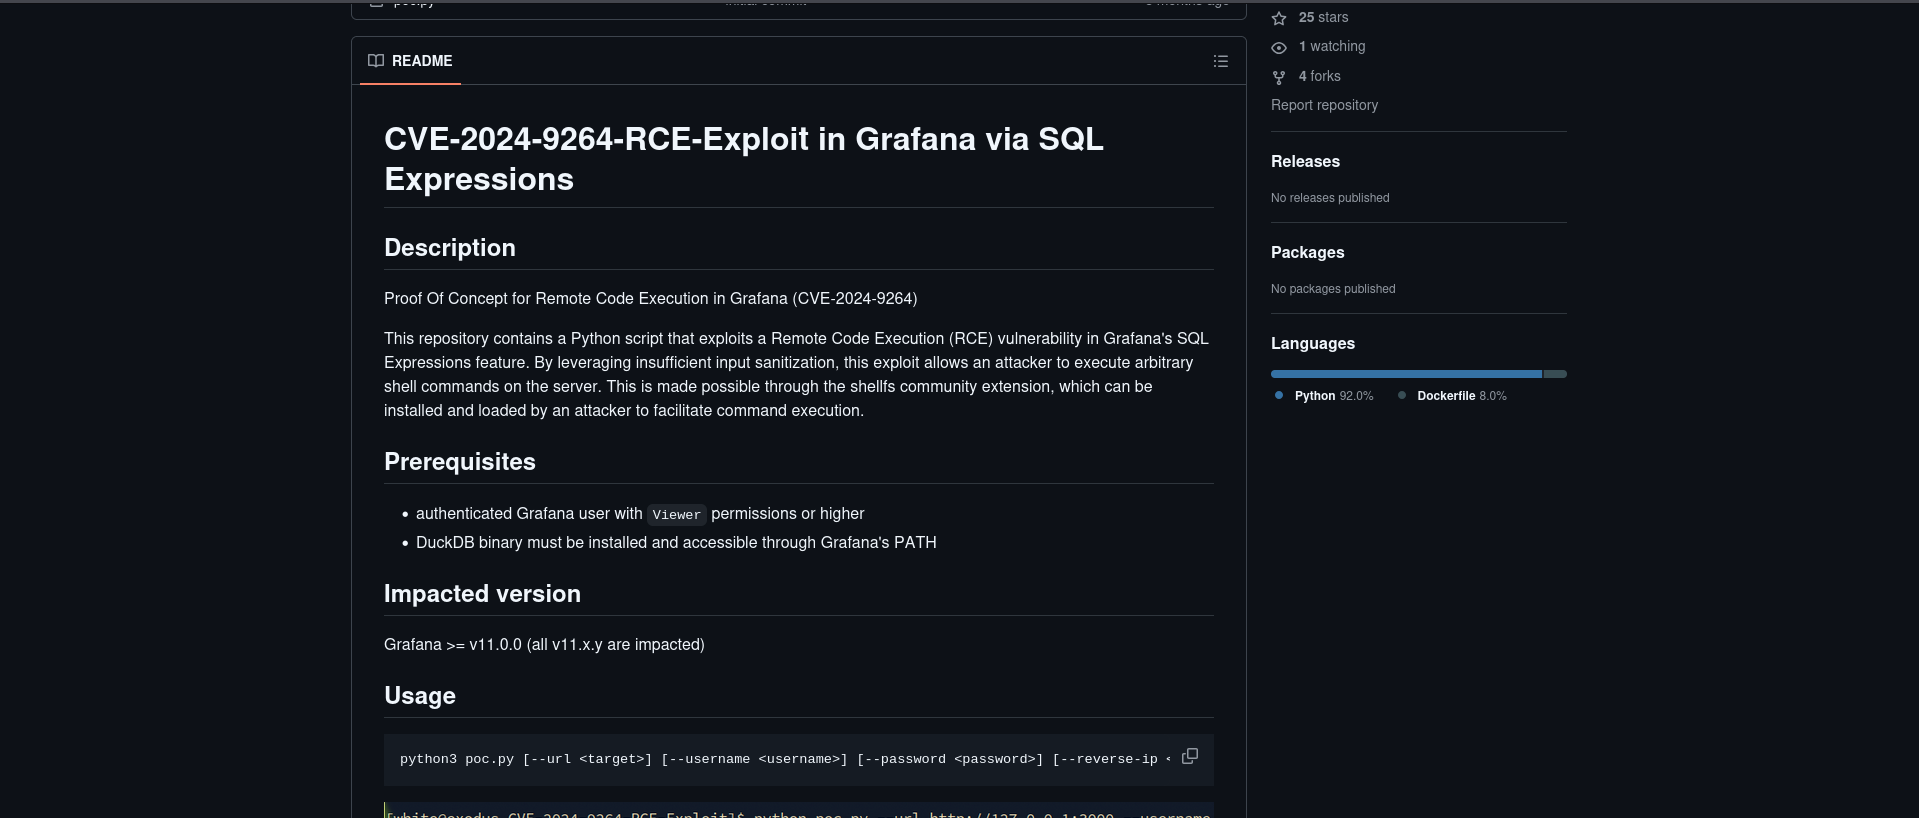 25 stars
README
1 watching
4 forks
Report repository
CVE-2024-9264-RCE-Exploit in Grafana via SQL
Expressions
Releases
No releases published
Description
Packages
No packages published
Proof Of Concept for Remote Code Execution in Grafana (CVE-2024-9264)
This repository contains a Python script that exploits a Remote Code Execution (RCE) vulnerability in Grafana's SQL
Expressions feature. By leveraging insufficient input sanitization, this exploit allows an attacker to execute arbitrary
shell commands on the server. This is made possible through the shellfs community extension, which can be
installed and loaded by an attacker to facilitate command execution.
Languages
Python 92.0% Dockerfile 8.0%
Prerequisites
• authenticated Grafana user with Viewer permissions or higher
• DuckDB binary must be installed and accessible through Grafana's PATH
Impacted version
Grafana >= v11.0.0 (all v11.x.y are impacted)
Usage
python3 poc.py [--url <target>] [--username <username>] [--password <password>] [--reverse-ip <